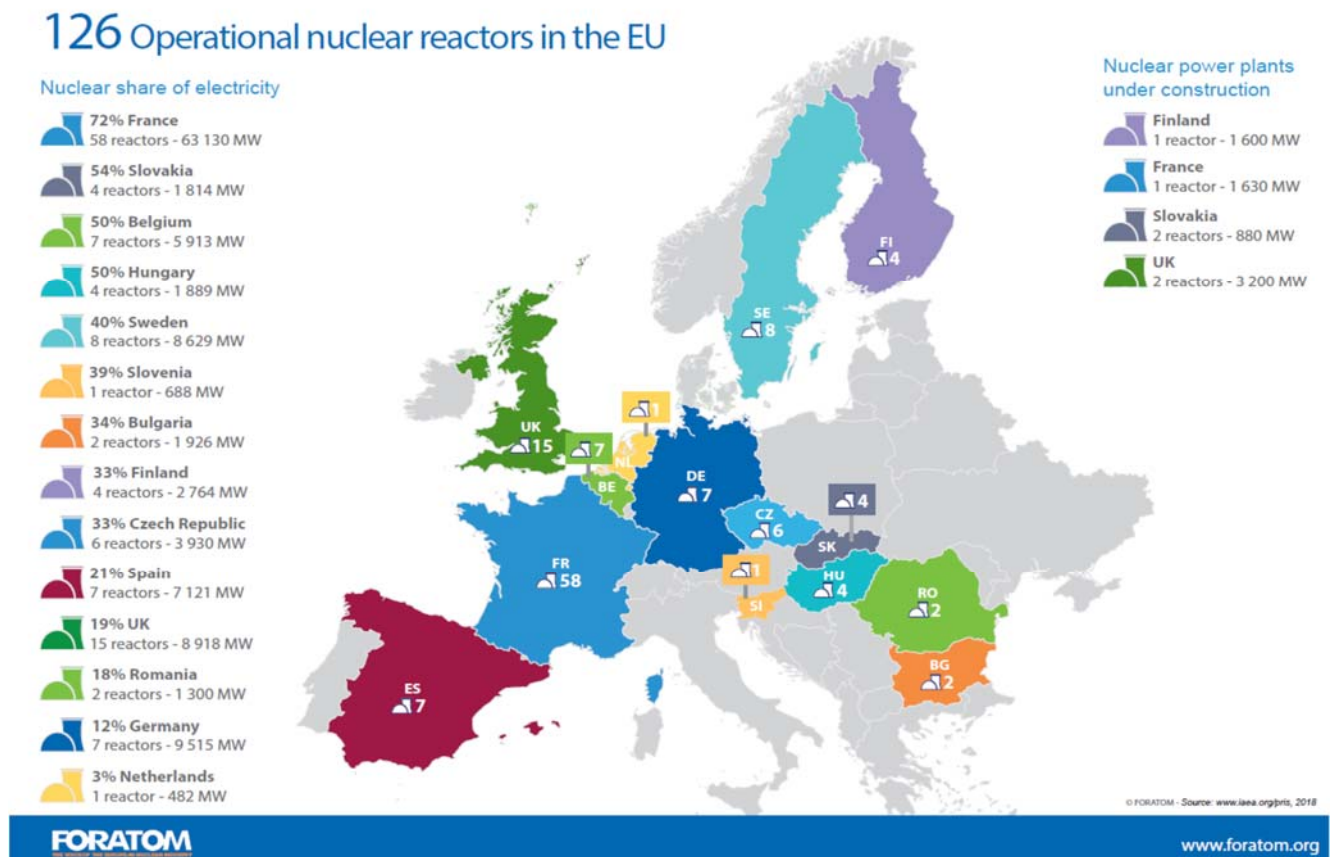 126 Operational nuclear reactors in the EU
Nuclear share of electricity
72% France
58 reactors - 63 130 MW
54% Slovakia
4 reactors - 1 814 MW
50% Belgium
7 reactors - 5 913 MW
50% Hungary
4 reactors - 1 889 MW
40% Sweden
8 reactors - 8 629 MW
39% Slovenia
1 reactor - 688 MW
34% Bulgaria
2 reactors - 1 926 MW
33% Finland
4 reactors - 2 764 MW
33% Czech Republic
6 reactors - 3 930 MW
21% Spain
7 reactors - 7 121 MW
19% UK
15 reactors - 8 918 MW
18% Romania
2 reactors - 1 300 MW
12% Germany
7 reactors - 9 515 MW
3% Netherlands
1 reactor - 482 MW
Nuclear power plants
under construction
Finland
1 reactor - 1 600 MW
France
1 reactor - 1 630 MW
Slovakia
2 reactors - 880 MW
UK
2 reactors - 3 200 MW
FI
4
SE
8
1
UK
15
7
NL
BE
DE
7
4
CZ
6
SK
FR
58
1
HU
4
SI
RO
2
BG
2
ES
7
© FORATOM - Source: www.iaea.org/pris, 2018
FORATOM
THE VOICE OF THE EUROPEAN NUCLEAR INDUSTRY
www.foratom.org